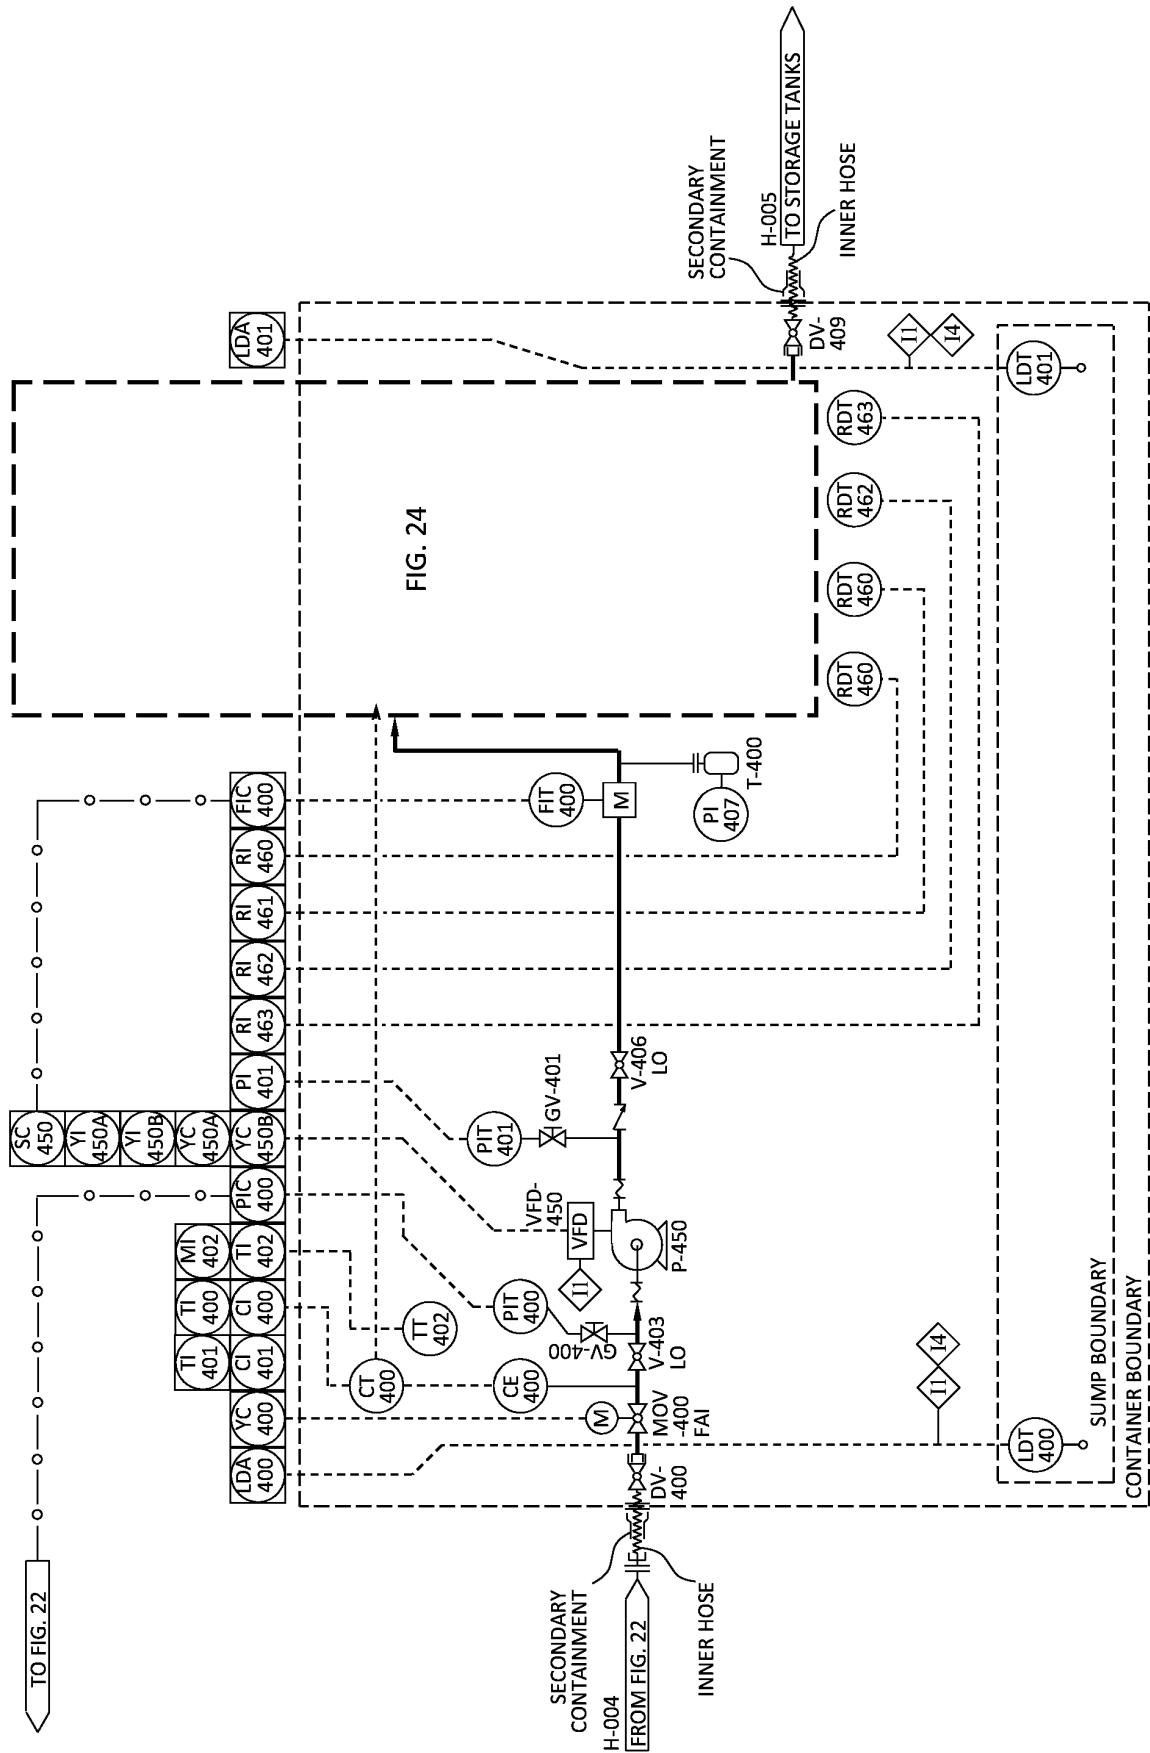 TO FIG. 22
SC
450
YI
450A
YI
450B
YC
450A
YC
450B
LDA
400
YC
400
TI
401
CI
401
TI
400
CI
400
MI
402
TI
402
PIC
400
PI
401
RI
463
RI
462
RI
461
RI
460
FIC
400
LDA
401
FIG. 24
CT
400
TT
402
CE
400
PIT
400
GV-400
PIT
401
GV-401
VFD-
450
VFD
I1
P-450
FIT
400
M
PI
407
T-400
V-406
LO
V-403
LO
M
MOV
-400
FAI
DV-
400
SECONDARY
CONTAINMENT
H-004
FROM FIG. 22
INNER HOSE
SECONDARY
CONTAINMENT
H-005
TO STORAGE TANKS
INNER HOSE
DV-
409
RDT
460
RDT
460
RDT
462
RDT
463
I1
I4
LDT
401
I1
I4
LDT
400
SUMP BOUNDARY
CONTAINER BOUNDARY